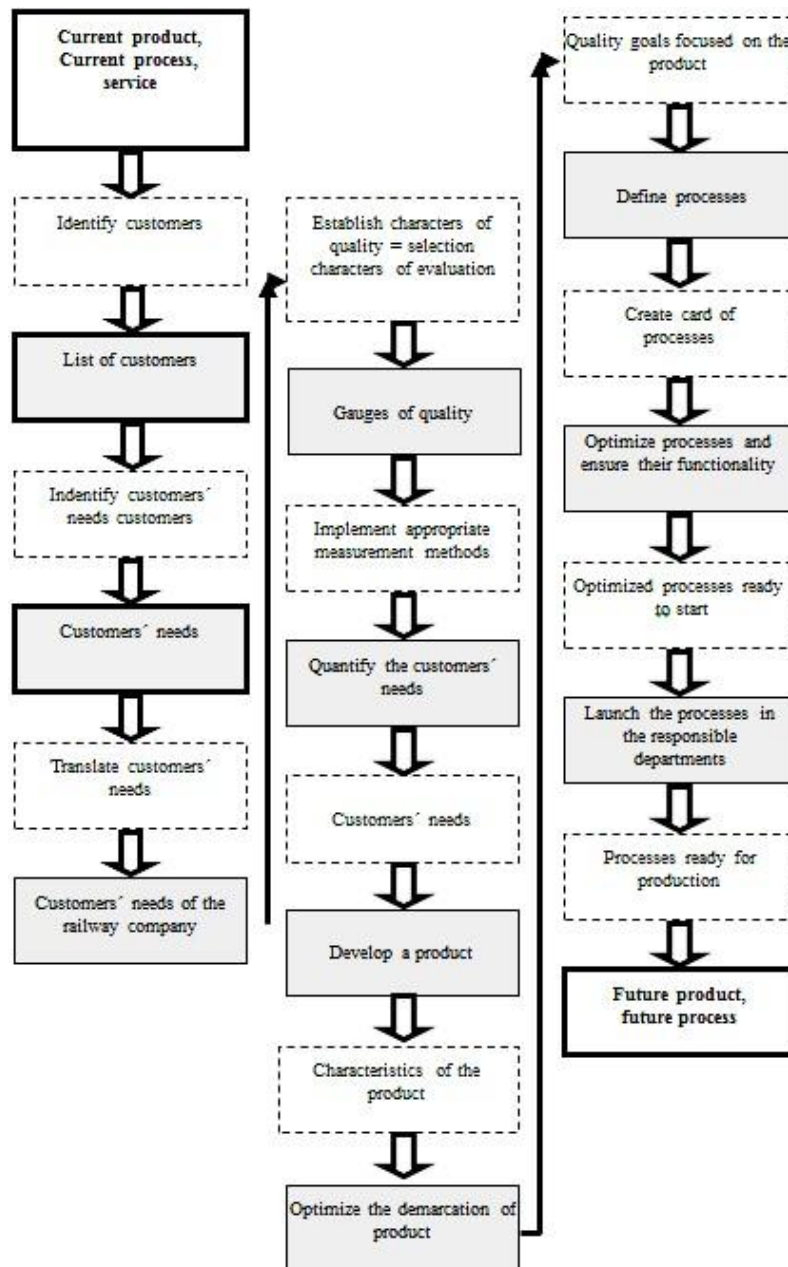 Current product,
Current process,
service
Identify customers
List of customers
Indentify customers´
needs customers
Customers´ needs
Translate customers´
needs
Customers´ needs of the
railway company
Establish characters of
quality = selection
characters of evaluation
Gauges of quality
Implement appropriate
measurement methods
Quantify the customers´
needs
Customers´ needs
Develop a product
Characteristics of the
product
Optimize the demarcation of
product
Quality goals focused on the
product
Define processes
Create card of
processes
Optimize processes and
ensure their functionality
Optimized processes ready
to start
Launch the processes in
the responsible
departments
Processes ready for
production
Future product,
future process